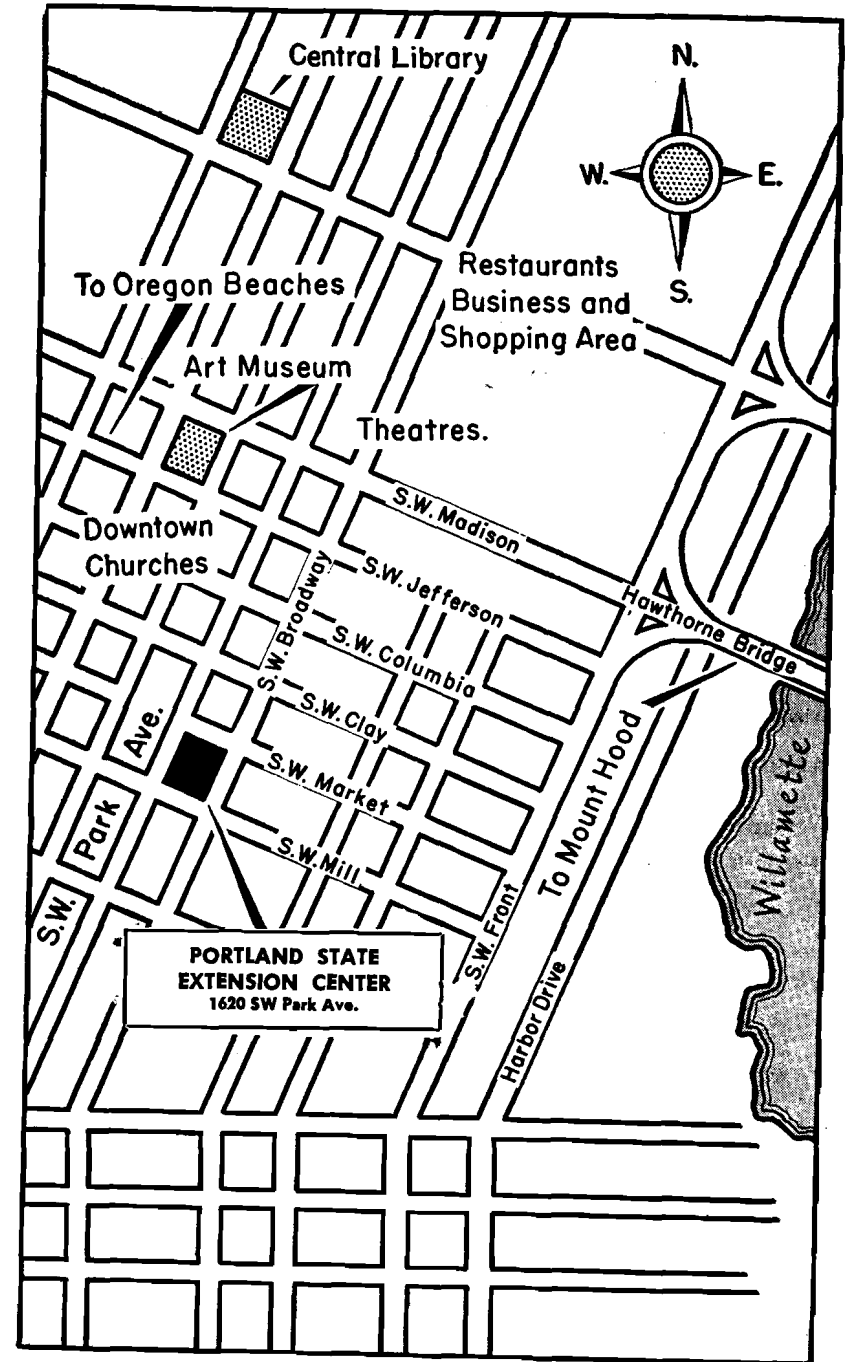 Central Library
N.
W.
E.
S.
Restaurants
Business and
Shopping Area
To Oregon Beaches
Art Museum
Theatres.
S.W. Madison
Downtown
Churches
S.W. Jefferson
Hawthorne Bridge
S.W. Broadway
S.W. Columbia
S.W. Clay
S.W. Market
S.W. Mill
S.W. Park Ave.
To Mount Hood
Willamette
S.W. Front
Harbor Drive
PORTLAND STATE
EXTENSION CENTER
1620 SW Park Ave.